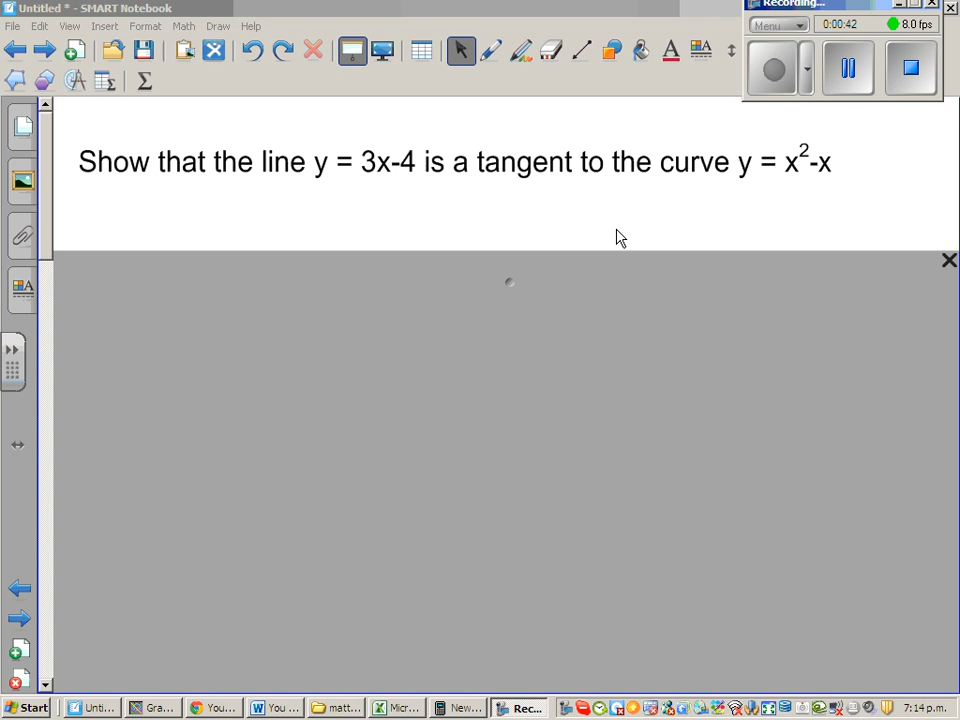 Untitled * - SMART Notebook
Recording...
File Edit View Insert Format Math Draw Help
Menu 0:00:42 8.0 fps
Show that the line y = 3x-4 is a tangent to the curve y = x²-x
Start Unti... Gra... You... You ... matt... Micr... New... Rec... 7:14 p.m.